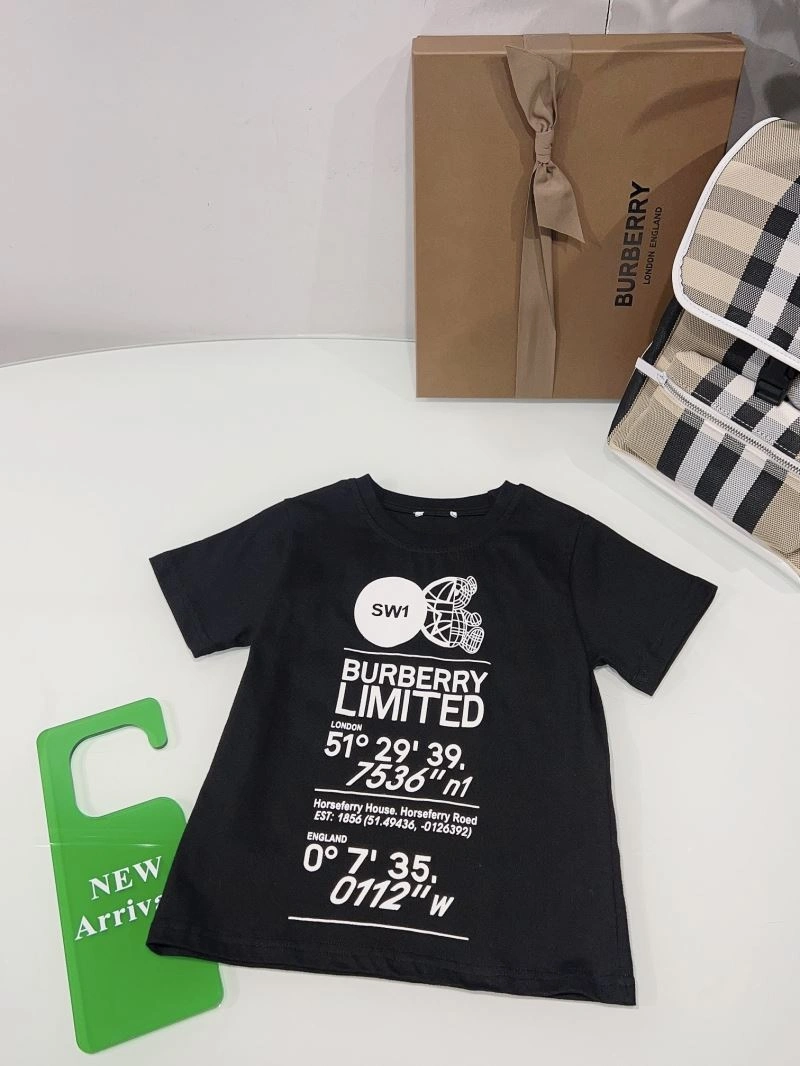 BURBERRY
LONDON ENGLAND
SW1
BURBERRY
LIMITED
LONDON
51° 29' 39.
7536" n1
Horseferry House. Horseferry Roed
EST: 1856 (51.49436, -0126392)
ENGLAND
0° 7' 35.
0112" w
NEW